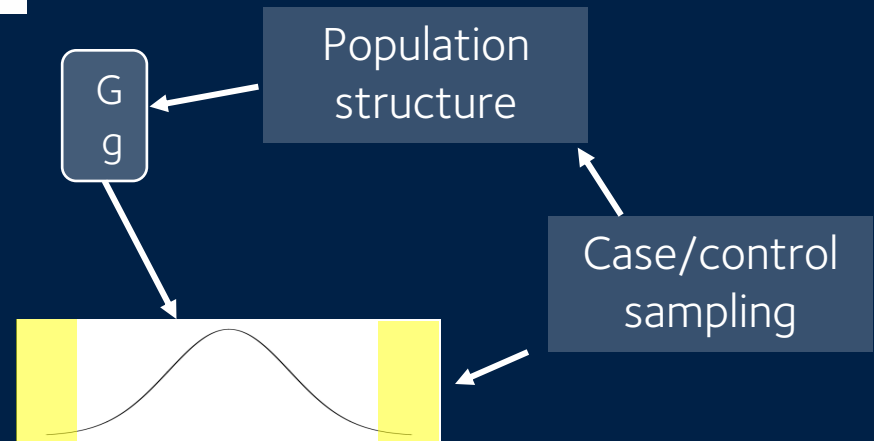 Population
structure
G
g
Case/control
sampling